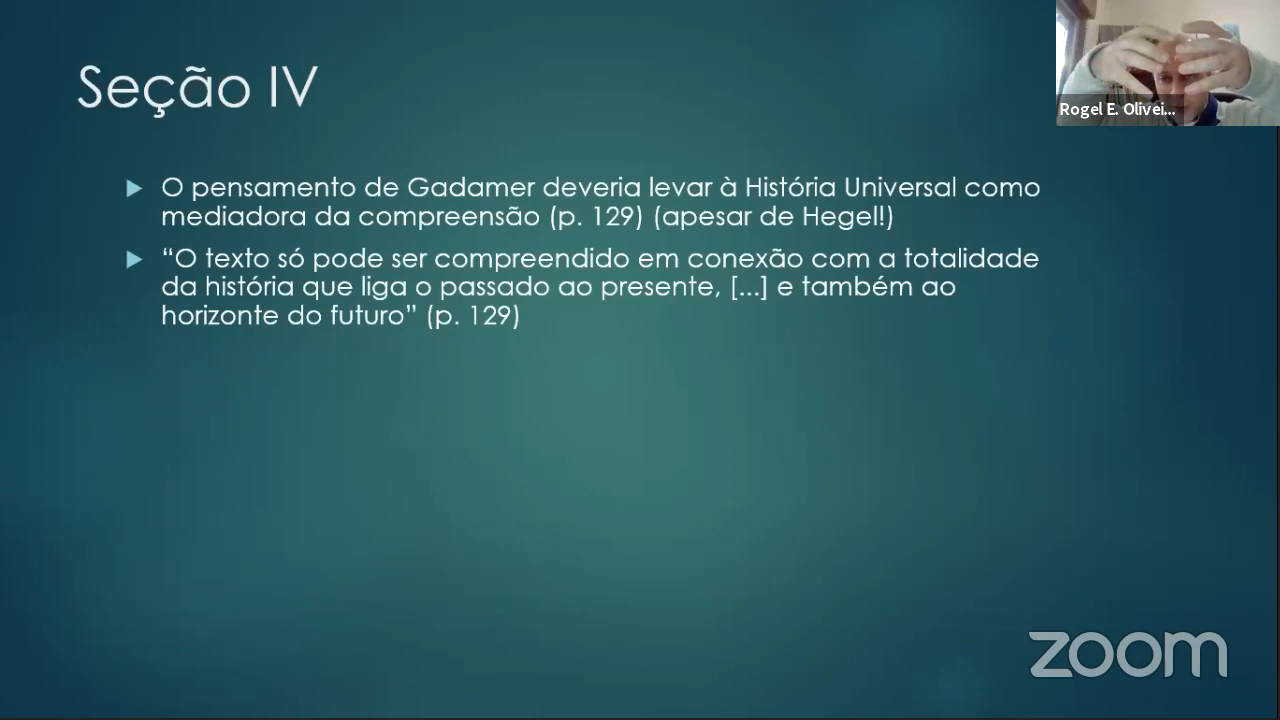 Seção IV
Rogel E. Olivei...
O pensamento de Gadamer deveria levar à História Universal como
mediadora da compreensão (p. 129) (apesar de Hegel!)
“O texto só pode ser compreendido em conexão com a totalidade
da história que liga o passado ao presente, [...] e também ao
horizonte do futuro” (p. 129)
zoom